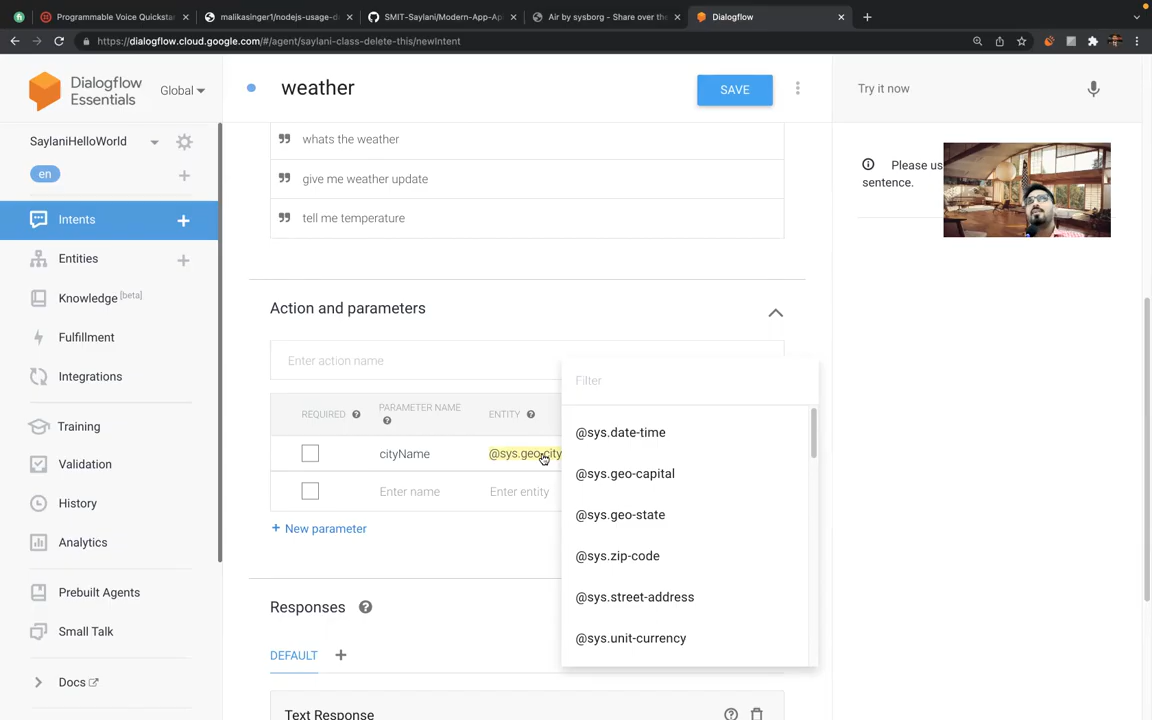 Programmable Voice Quickstar
malikasinger1/nodejs-usage-da
SMIT-Saylani/Modern-App-Ap
Air by sysborg - Share over the
Dialogflow
https://dialogflow.cloud.google.com/#/agent/saylani-class-delete-this/newIntent
Dialogflow
Essentials
Global
SaylaniHelloWorld
en
Intents
Entities
Knowledge [beta]
Fulfillment
Integrations
Training
Validation
History
Analytics
Prebuilt Agents
Small Talk
Docs
weather
SAVE
whats the weather
give me weather update
tell me temperature
Action and parameters
Enter action name
REQUIRED
PARAMETER NAME
ENTITY
cityName
@sys.geo-city
Enter name
Enter entity
+ New parameter
Responses
DEFAULT
Text Response
Filter
@sys.date-time
@sys.geo-capital
@sys.geo-state
@sys.zip-code
@sys.street-address
@sys.unit-currency
Try it now
Please us
sentence.